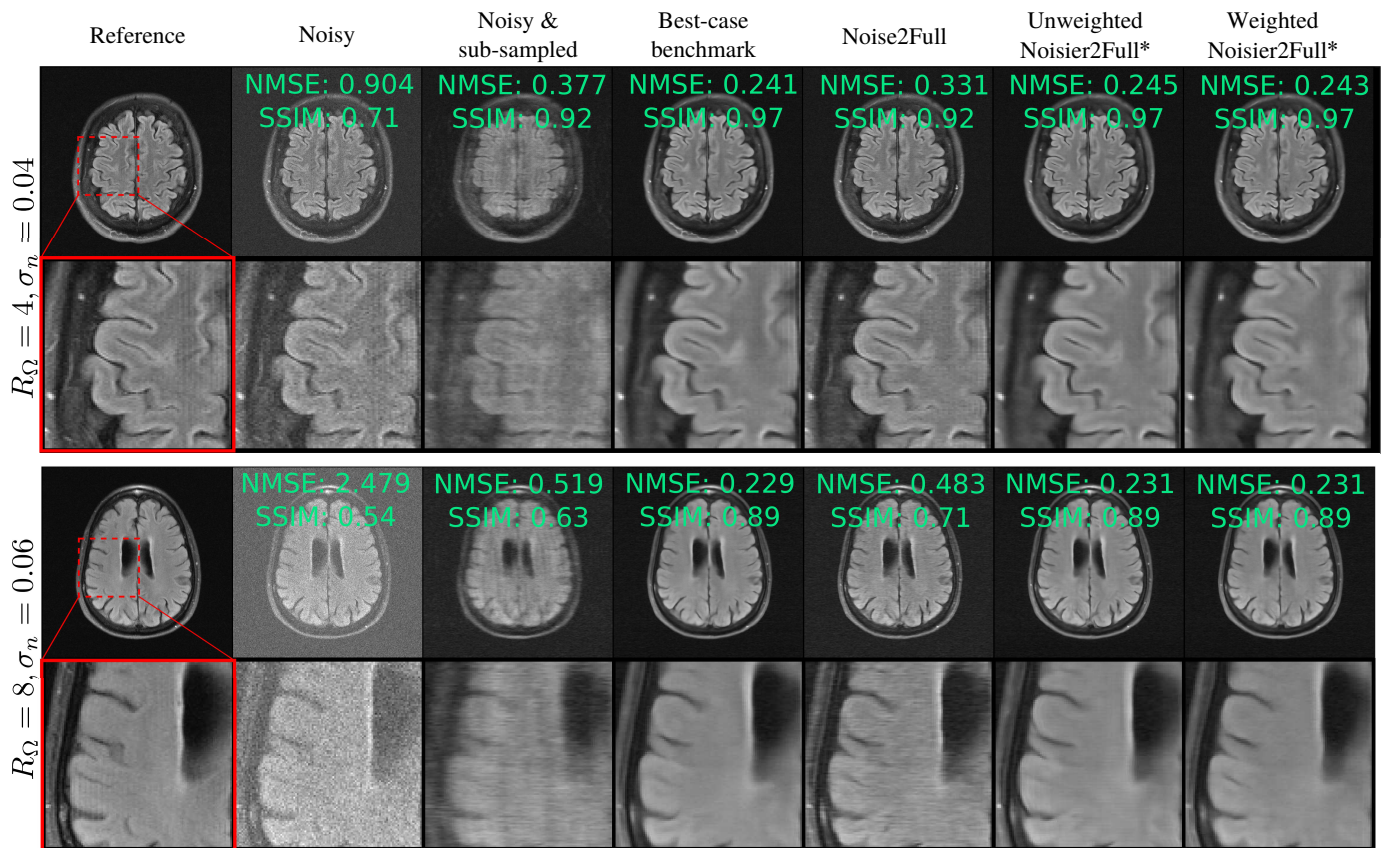 Reference
Noisy
Noisy &
sub-sampled
Best-case
benchmark
Noise2Full
Unweighted
Noisier2Full*
Weighted
Noisier2Full*
R_Ω = 4, σ_n = 0.04
NMSE: 0.904
SSIM: 0.71
NMSE: 0.377
SSIM: 0.92
NMSE: 0.241
SSIM: 0.97
NMSE: 0.331
SSIM: 0.92
NMSE: 0.245
SSIM: 0.97
NMSE: 0.243
SSIM: 0.97
R_Ω = 8, σ_n = 0.06
NMSE: 2.479
SSIM: 0.54
NMSE: 0.519
SSIM: 0.63
NMSE: 0.229
SSIM: 0.89
NMSE: 0.483
SSIM: 0.71
NMSE: 0.231
SSIM: 0.89
NMSE: 0.231
SSIM: 0.89